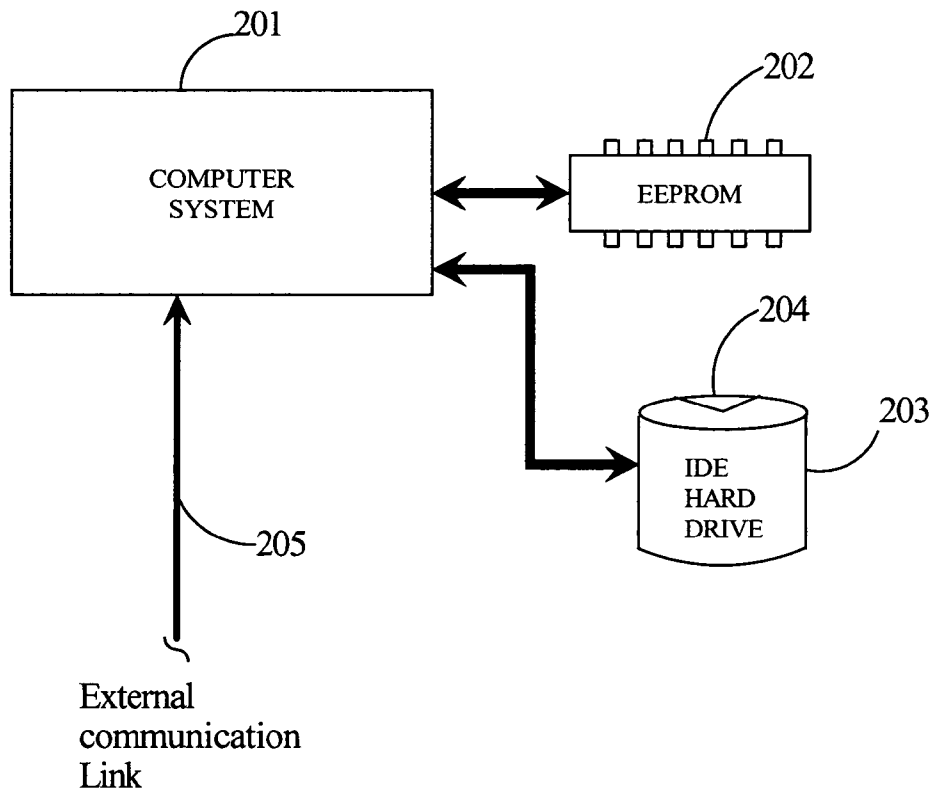 201
202
COMPUTER
SYSTEM
EEPROM
204
203
IDE
HARD
DRIVE
205
External
communication
Link